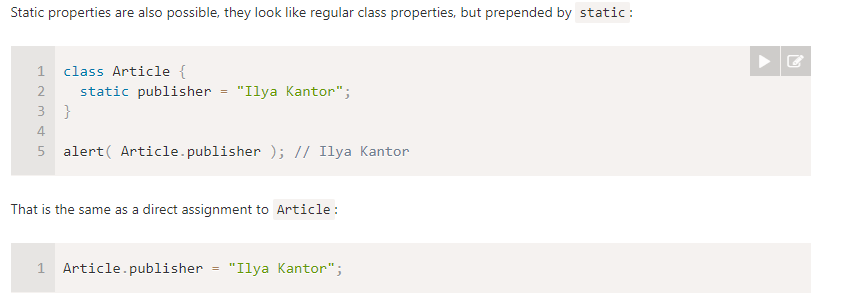 Static properties are also possible, they look like regular class properties, but prepended by static:
1 class Article {
2   static publisher = "Ilya Kantor";
3 }
4
5 alert( Article.publisher ); // Ilya Kantor
That is the same as a direct assignment to Article:
1 Article.publisher = "Ilya Kantor";